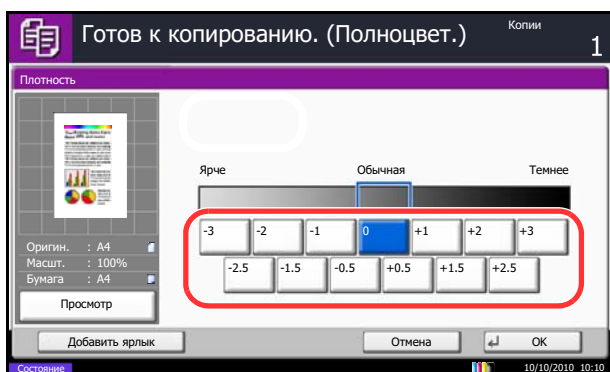 Готов к копированию. (Полноцвет.)
Копии
1
Плотность
Ярче Обычная Темнее
-3 -2 -1 0 +1 +2 +3
-2.5 -1.5 -0.5 +0.5 +1.5 +2.5
Оригин. : A4
Масшт. : 100%
Бумага : A4
Просмотр
Добавить ярлык Отмена OK
Состояние 10/10/2010 10:10